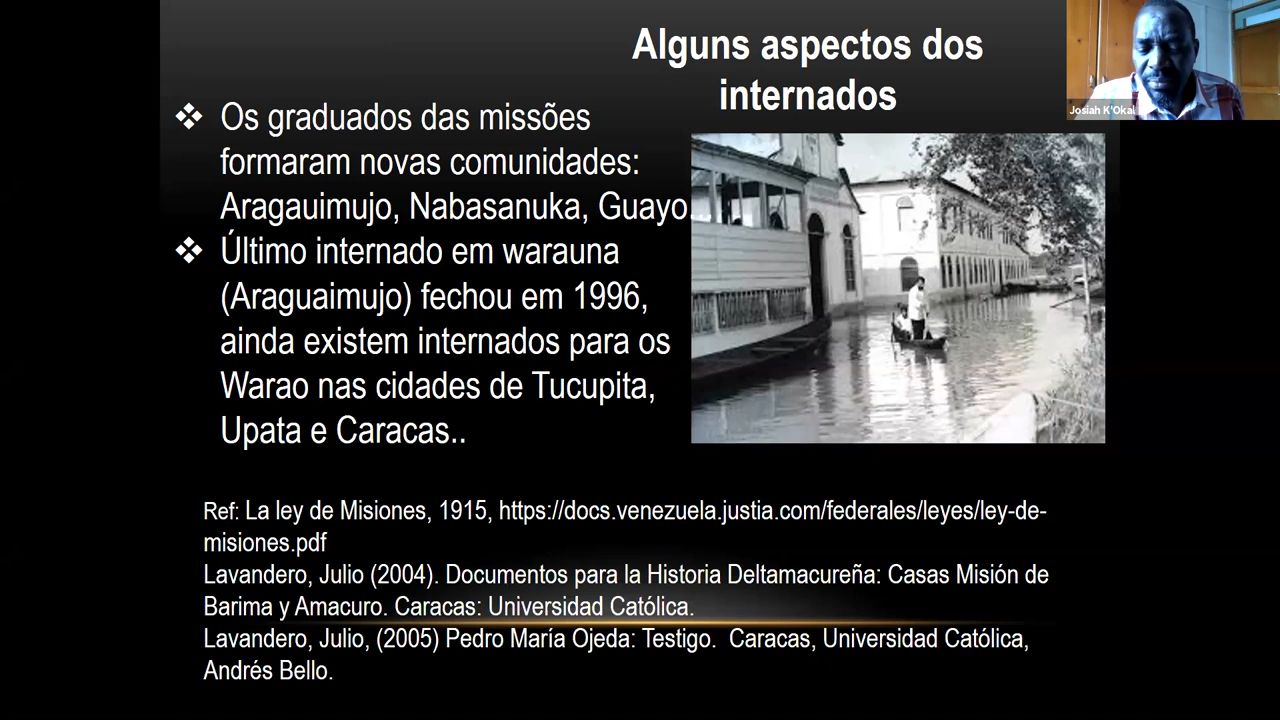 Alguns aspectos dos
internados
Josiah K'Okal
❖ Os graduados das missões
formaram novas comunidades:
Aragauimujo, Nabasanuka, Guayo...
❖ Último internado em warauna
(Araguaimujo) fechou em 1996,
ainda existem internados para os
Warao nas cidades de Tucupita,
Upata e Caracas..
Ref: La ley de Misiones, 1915, https://docs.venezuela.justia.com/federales/leyes/ley-de-
misiones.pdf
Lavandero, Julio (2004). Documentos para la Historia Deltamacureña: Casas Misión de
Barima y Amacuro. Caracas: Universidad Católica.
Lavandero, Julio, (2005) Pedro María Ojeda: Testigo. Caracas, Universidad Católica,
Andrés Bello.